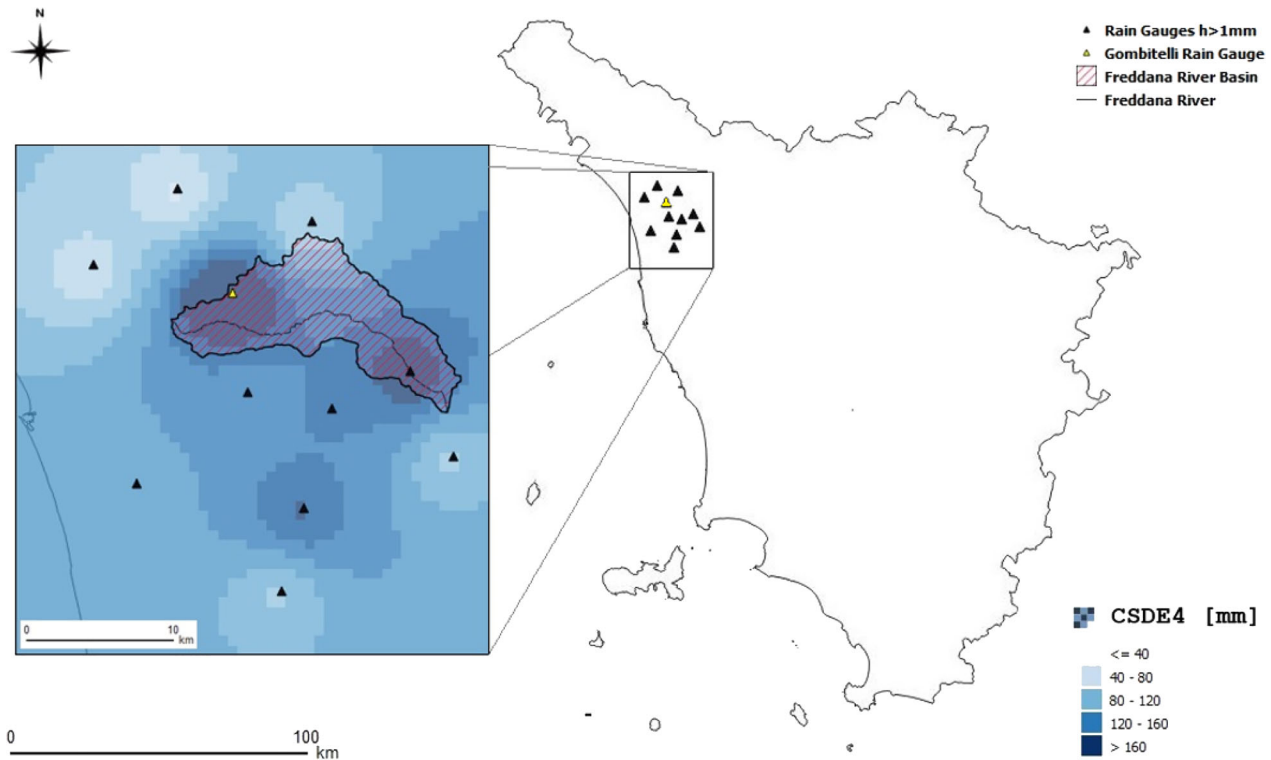 N
Rain Gauges h>1mm
Gombitelli Rain Gauge
Freddana River Basin
Freddana River
0 10
km
CSDE4 [mm]
<= 40
40 - 80
80 - 120
120 - 160
> 160
0 100
km